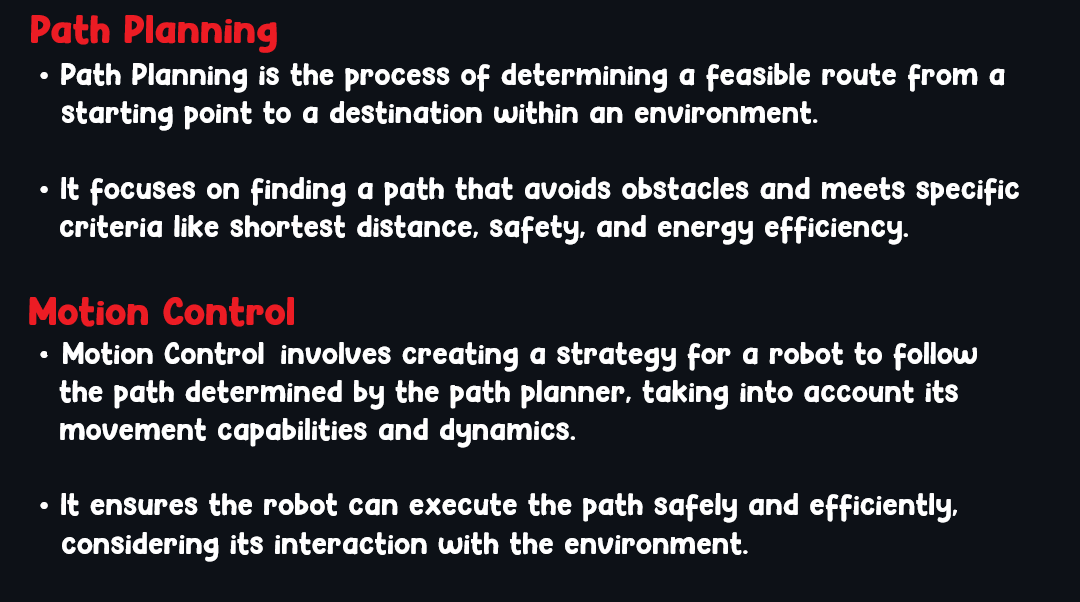 Path Planning
• Path Planning is the process of determining a feasible route from a
starting point to a destination within an environment.
• It focuses on finding a path that avoids obstacles and meets specific
criteria like shortest distance, safety, and energy efficiency.
Motion Control
• Motion Control involves creating a strategy for a robot to follow
the path determined by the path planner, taking into account its
movement capabilities and dynamics.
• It ensures the robot can execute the path safely and efficiently,
considering its interaction with the environment.